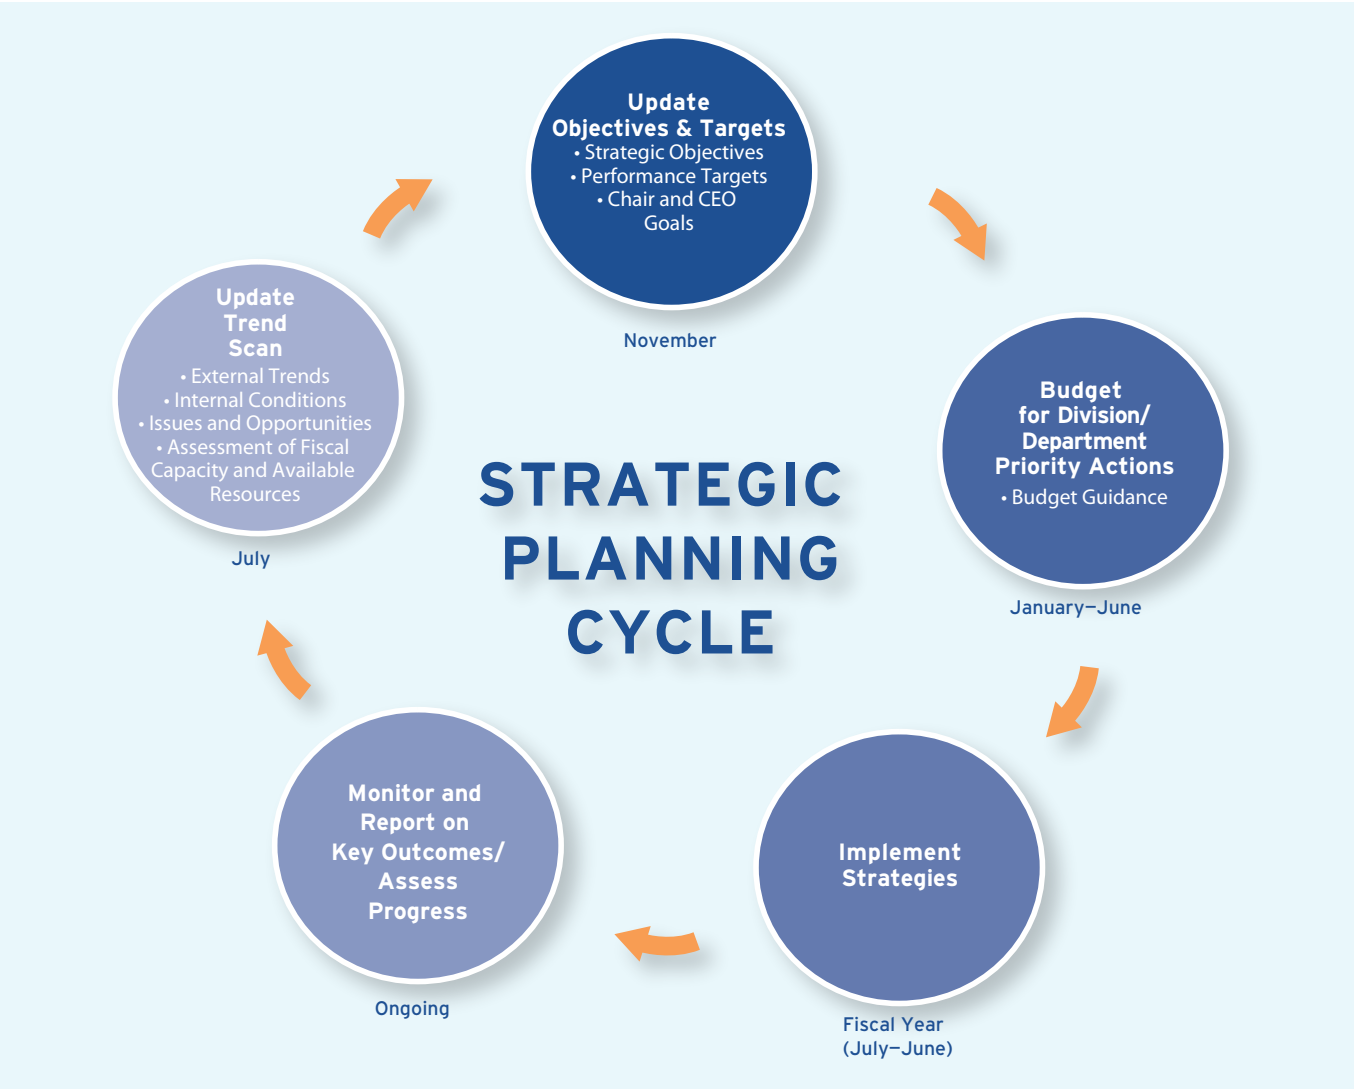 Update
Objectives & Targets
• Strategic Objectives
• Performance Targets
• Chair and CEO
Goals
November
Budget
for Division/
Department
Priority Actions
• Budget Guidance
January–June
Implement
Strategies
Fiscal Year
(July–June)
Monitor and
Report on
Key Outcomes/
Assess
Progress
Ongoing
Update
Trend
Scan
• External Trends
• Internal Conditions
• Issues and Opportunities
• Assessment of Fiscal
Capacity and Available
Resources
July
STRATEGIC
PLANNING
CYCLE